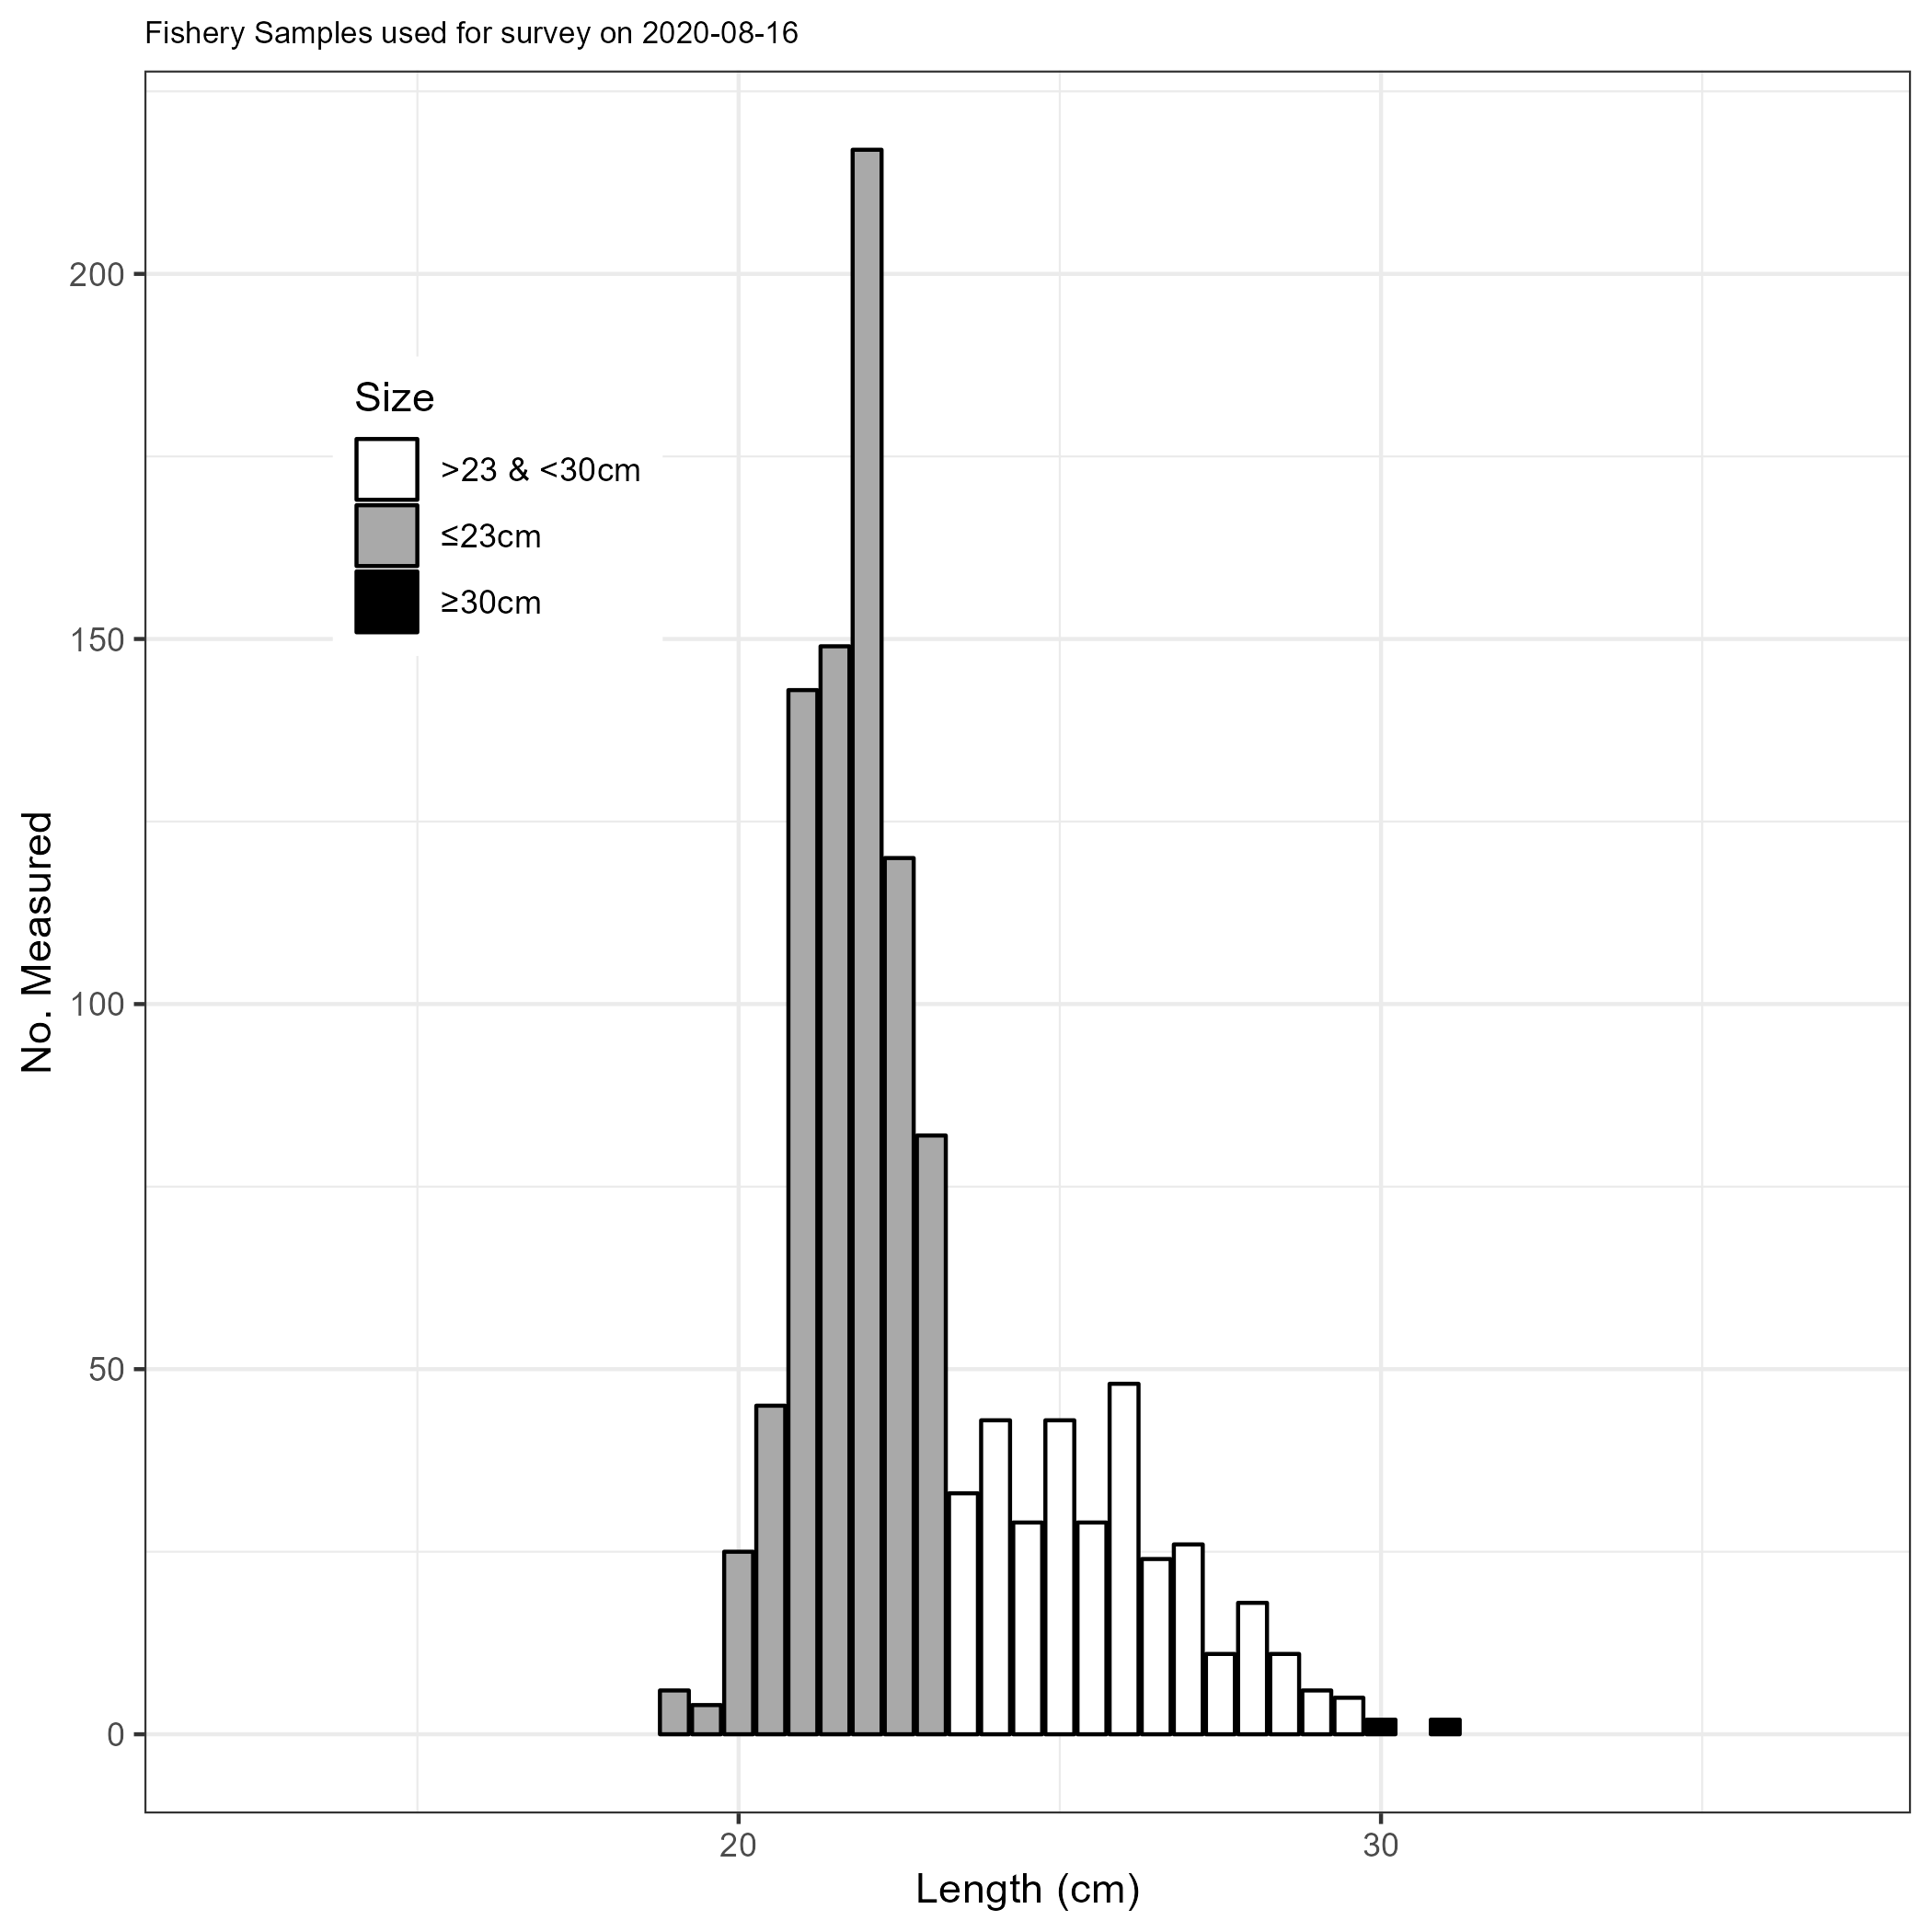 Fishery Samples used for survey on 2020-08-16
200
150
100
50
0
No. Measured
Size
>23 & <30cm
≤23cm
≥30cm
20
30
Length (cm)